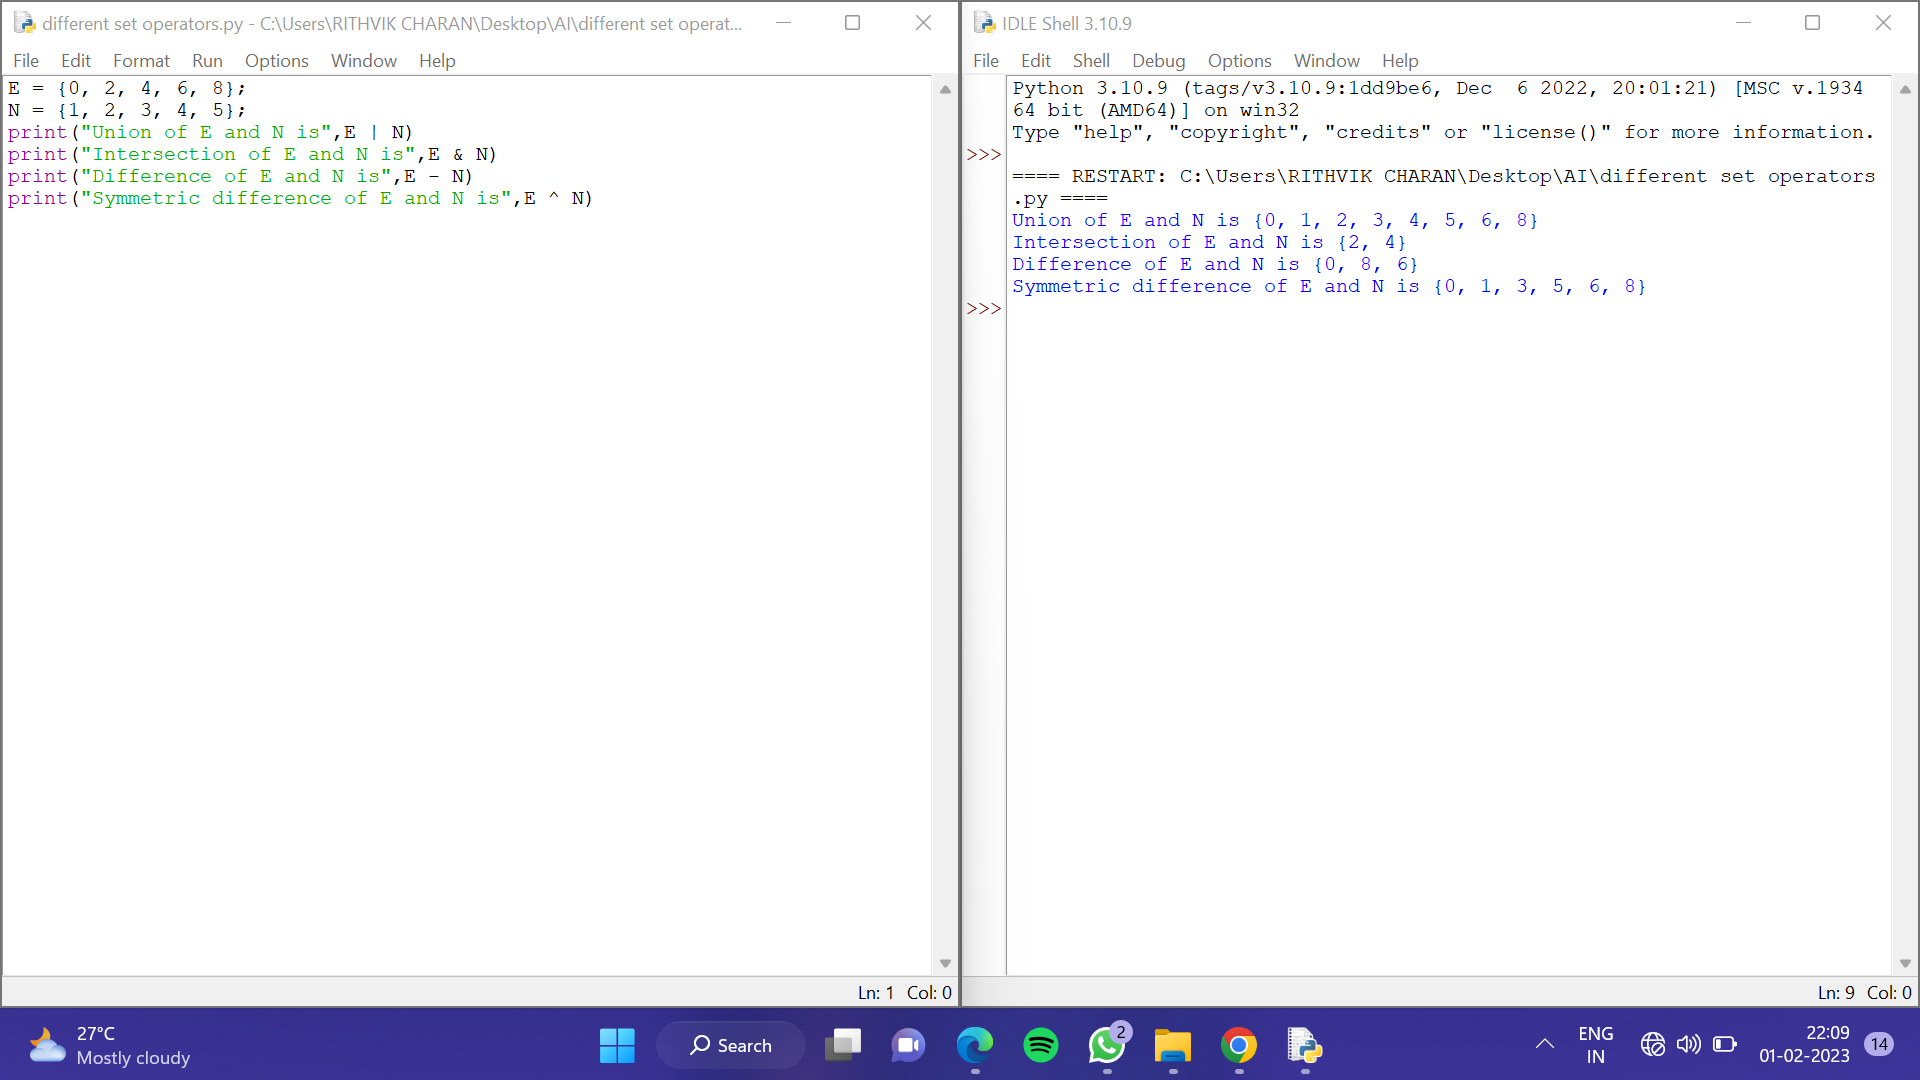 different set operators.py - C:\Users\RITHVIK CHARAN\Desktop\AI\different set operat...
File Edit Format Run Options Window Help
E = {0, 2, 4, 6, 8};
N = {1, 2, 3, 4, 5};
print("Union of E and N is",E | N)
print("Intersection of E and N is",E & N)
print("Difference of E and N is",E - N)
print("Symmetric difference of E and N is",E ^ N)
Ln: 1 Col: 0
IDLE Shell 3.10.9
File Edit Shell Debug Options Window Help
Python 3.10.9 (tags/v3.10.9:1dd9be6, Dec  6 2022, 20:01:21) [MSC v.1934
64 bit (AMD64)] on win32
Type "help", "copyright", "credits" or "license()" for more information.
>>>
==== RESTART: C:\Users\RITHVIK CHARAN\Desktop\AI\different set operators
.py ====
Union of E and N is {0, 1, 2, 3, 4, 5, 6, 8}
Intersection of E and N is {2, 4}
Difference of E and N is {0, 8, 6}
Symmetric difference of E and N is {0, 1, 3, 5, 6, 8}
>>>
Ln: 9 Col: 0
27°C
Mostly cloudy
Search
2
ENG
IN
22:09
01-02-2023
14